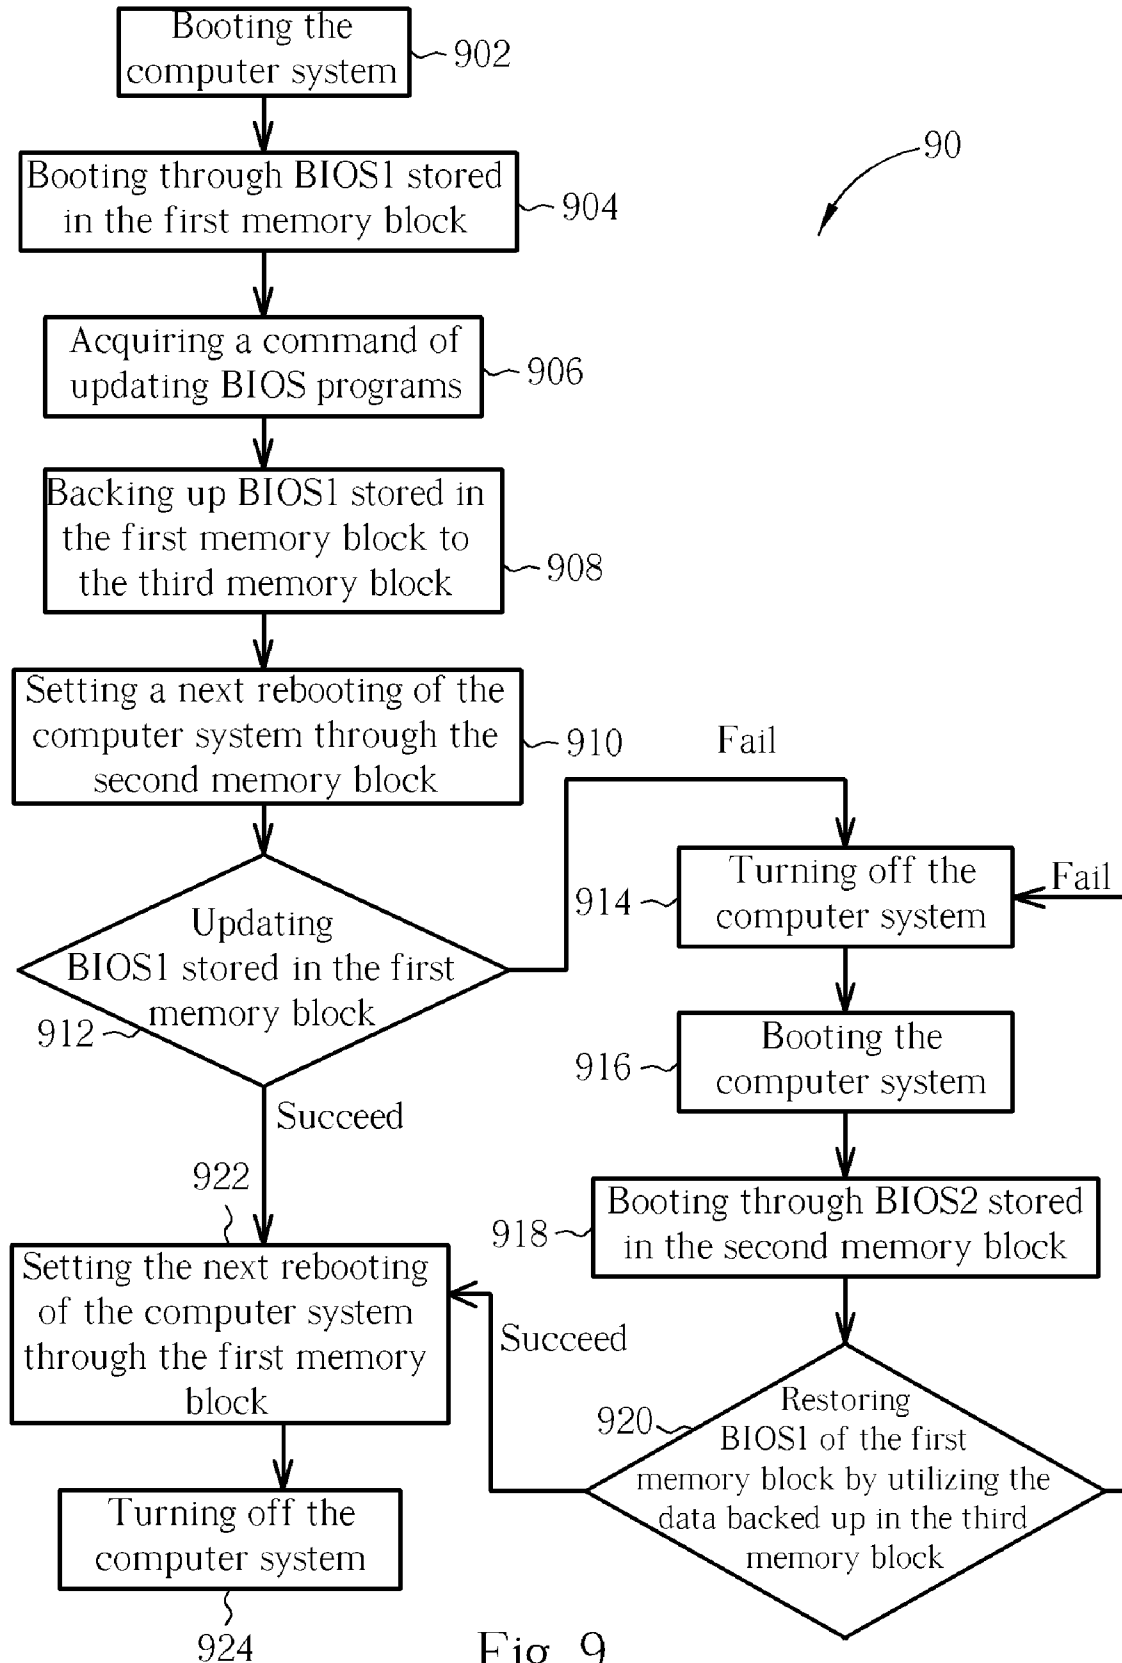 Booting the
computer system
902
90
Booting through BIOS1 stored
in the first memory block
904
Acquiring a command of
updating BIOS programs
906
Backing up BIOS1 stored in
the first memory block to
the third memory block
908
Setting a next rebooting of the
computer system through the
second memory block
910
Fail
Turning off the
computer system
914
Fail
Updating
BIOS1 stored in the first
memory block
912
Booting the
computer system
916
Succeed
922
Booting through BIOS2 stored
in the second memory block
918
Setting the next rebooting
of the computer system
through the first memory
block
Succeed
920
Restoring
BIOS1 of the first
memory block by utilizing the
data backed up in the third
memory block
Turning off the
computer system
924
Fig. 9